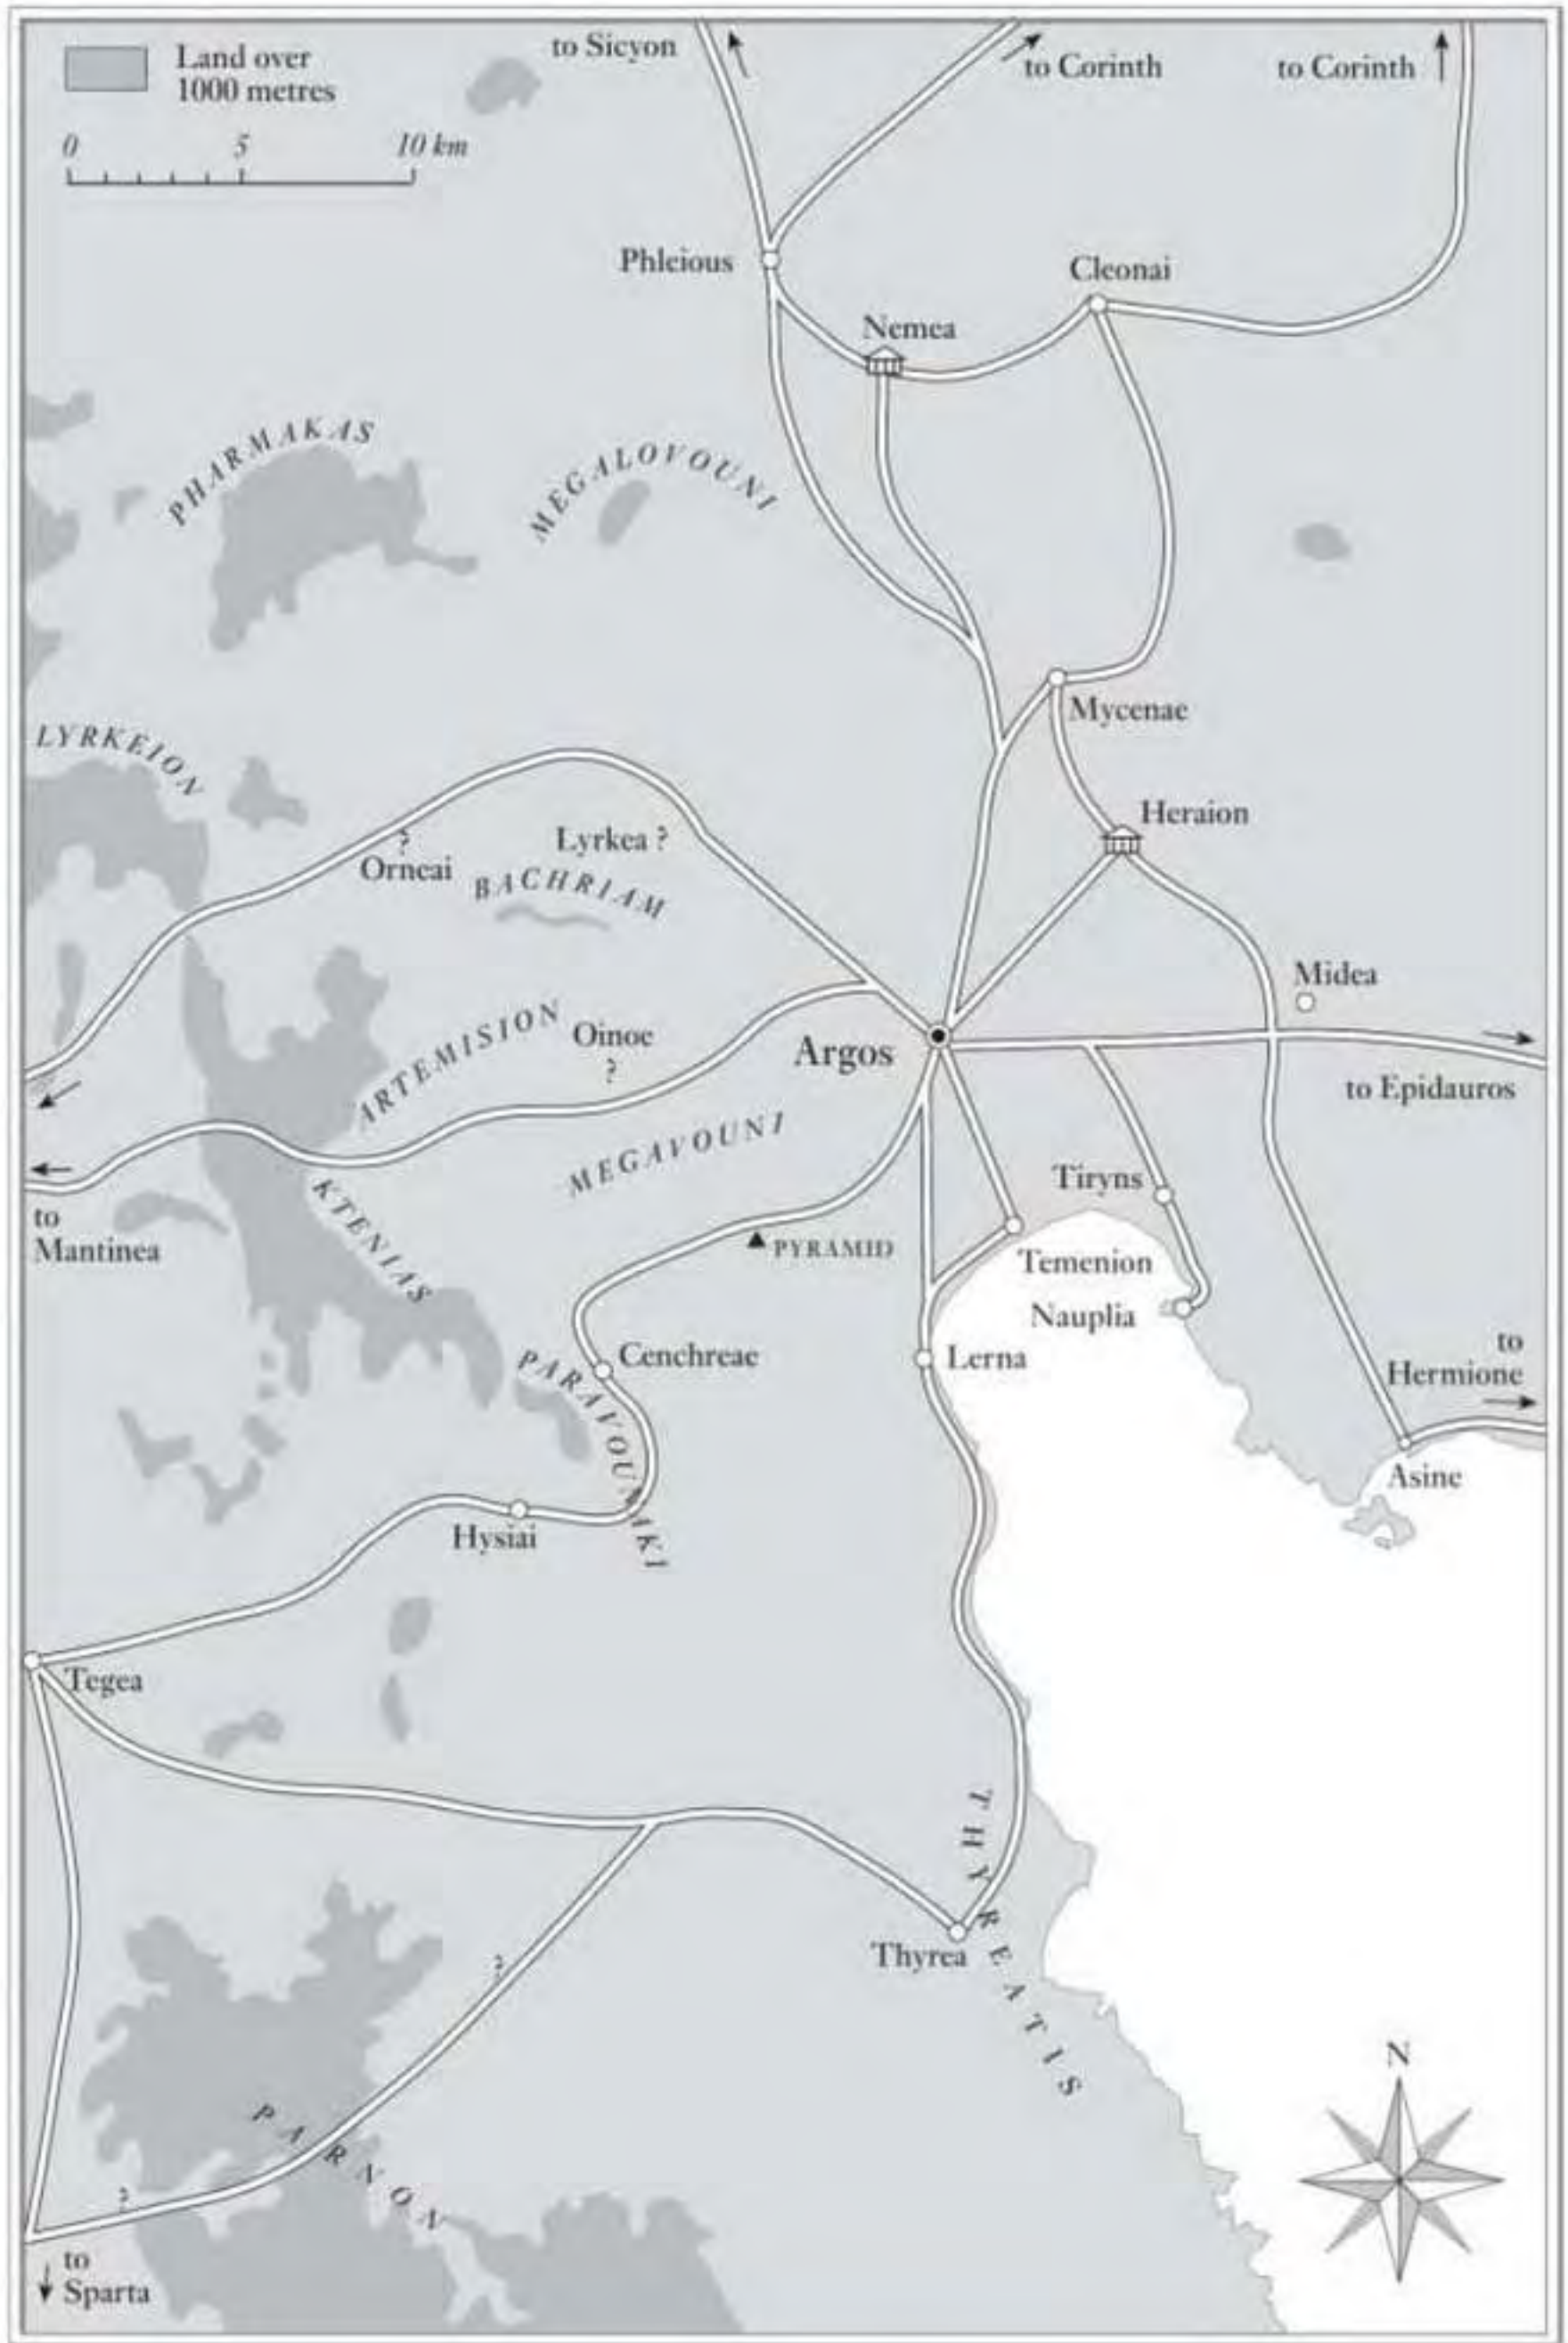 Land over
1000 metres
0 5 10 km
to Sicyon
to Corinth
to Corinth
Phleious
Cleonai
Nemea
PHARMAKAS
MEGALOVOUNI
Mycenae
LYRKEION
Heraion
Lyrkea ?
?
Orneai
BACHRIAM
Midea
ARTEMISION
Oinoe
?
Argos
to Epidauros
MEGAVOUNI
Tiryns
KTENIAS
to
Mantinea
PYRAMID
Temenion
Nauplia
Cenchreae
Lerna
to
Hermione
PARAVOUNAKI
Asine
Hysiai
Tegea
THYREATIS
Thyrea
?
N
PARNON
?
to
Sparta